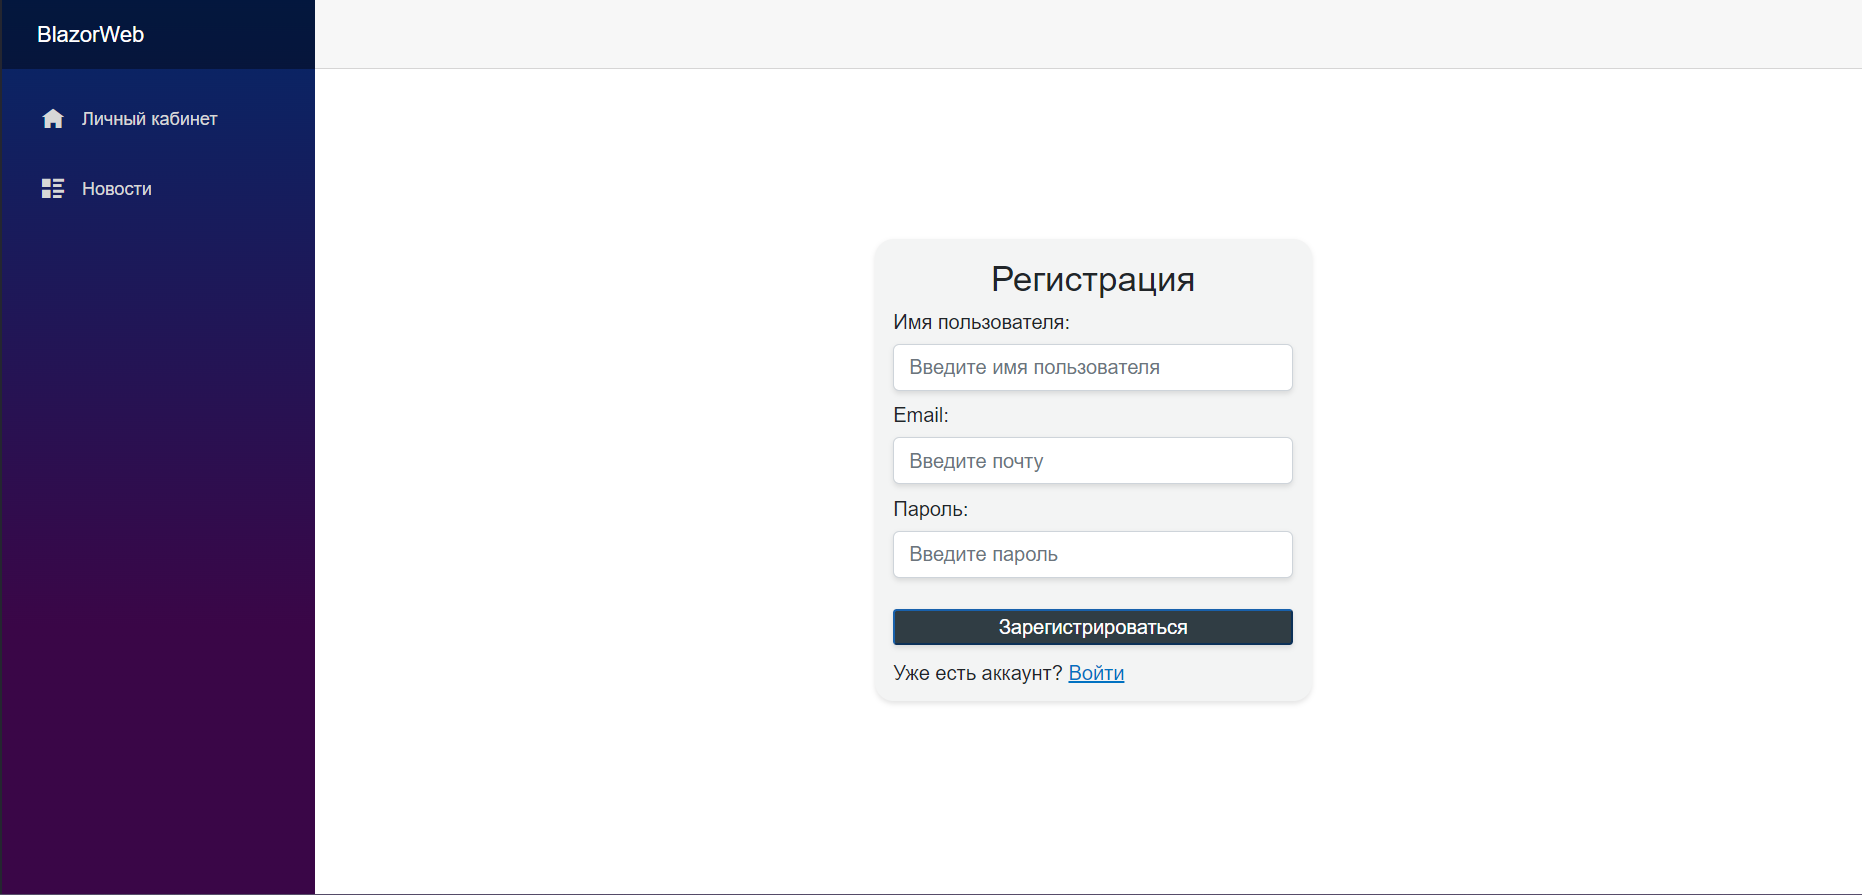 BlazorWeb
Личный кабинет
Новости
Регистрация
Имя пользователя:
Введите имя пользователя
Email:
Введите почту
Пароль:
Введите пароль
Зарегистрироваться
Уже есть аккаунт? Войти